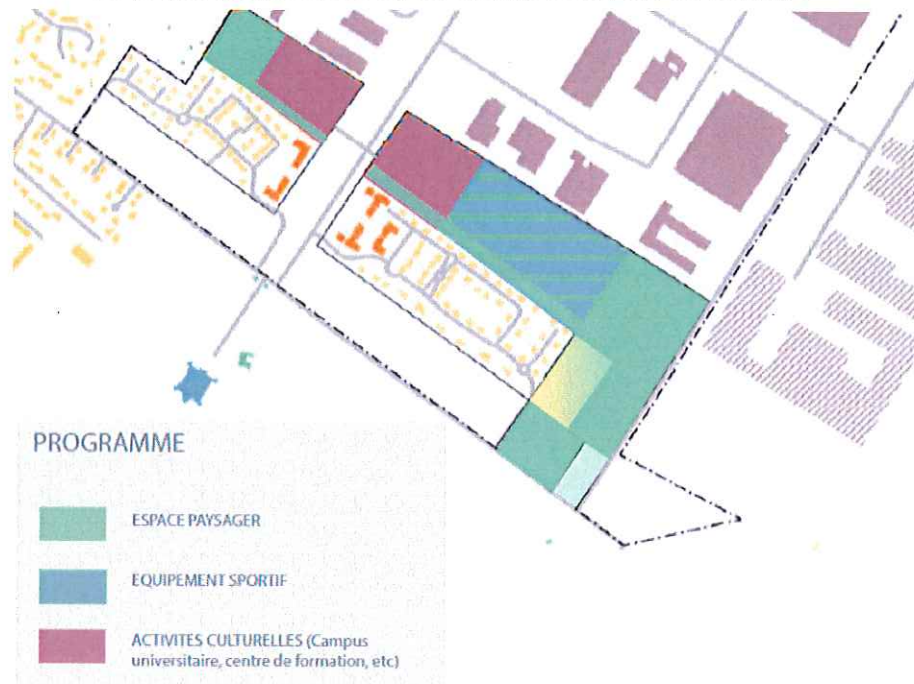 PROGRAMME
ESPACE PAYSAGER
EQUIPEMENT SPORTIF
ACTIVITES CULTURELLES (Campus
universitaire, centre de formation, etc)